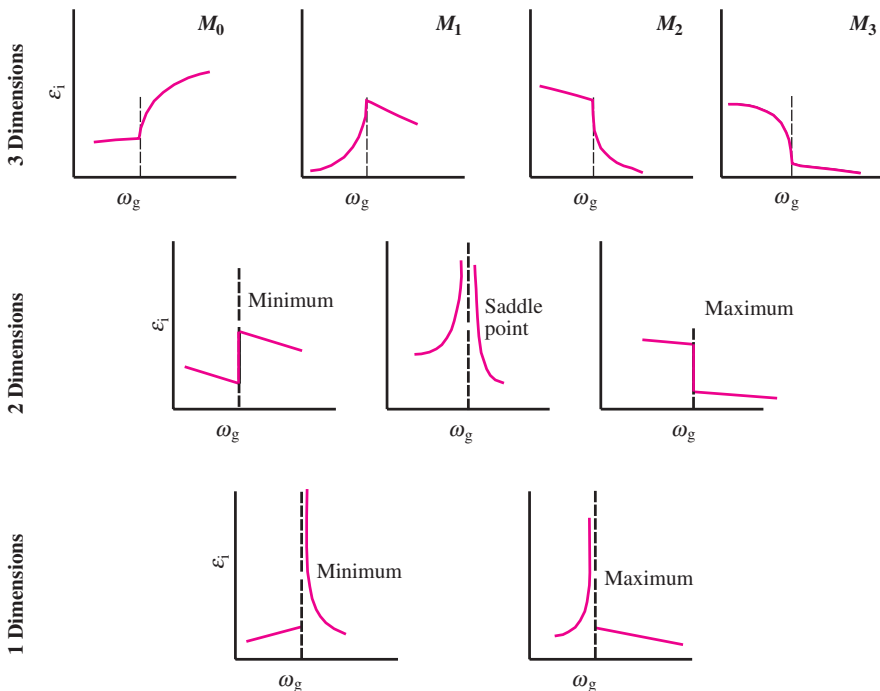 3 Dimensions
εi
M0
M1
M2
M3
ωg
ωg
ωg
ωg
2 Dimensions
εi
Minimum
Saddle
point
Maximum
ωg
ωg
ωg
1 Dimensions
εi
Minimum
Maximum
ωg
ωg